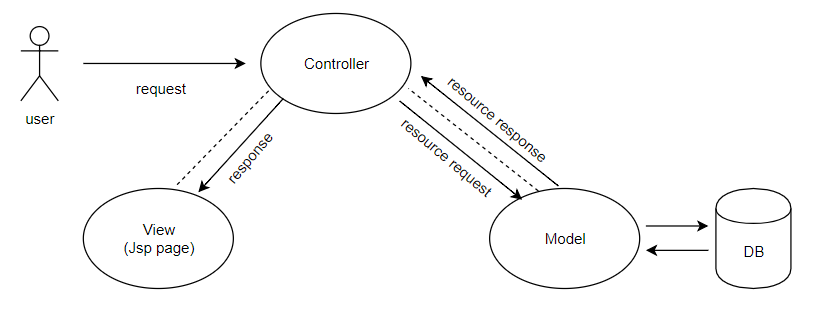 Controller
request
user
response
resource response
resource request
View
(Jsp page)
Model
DB